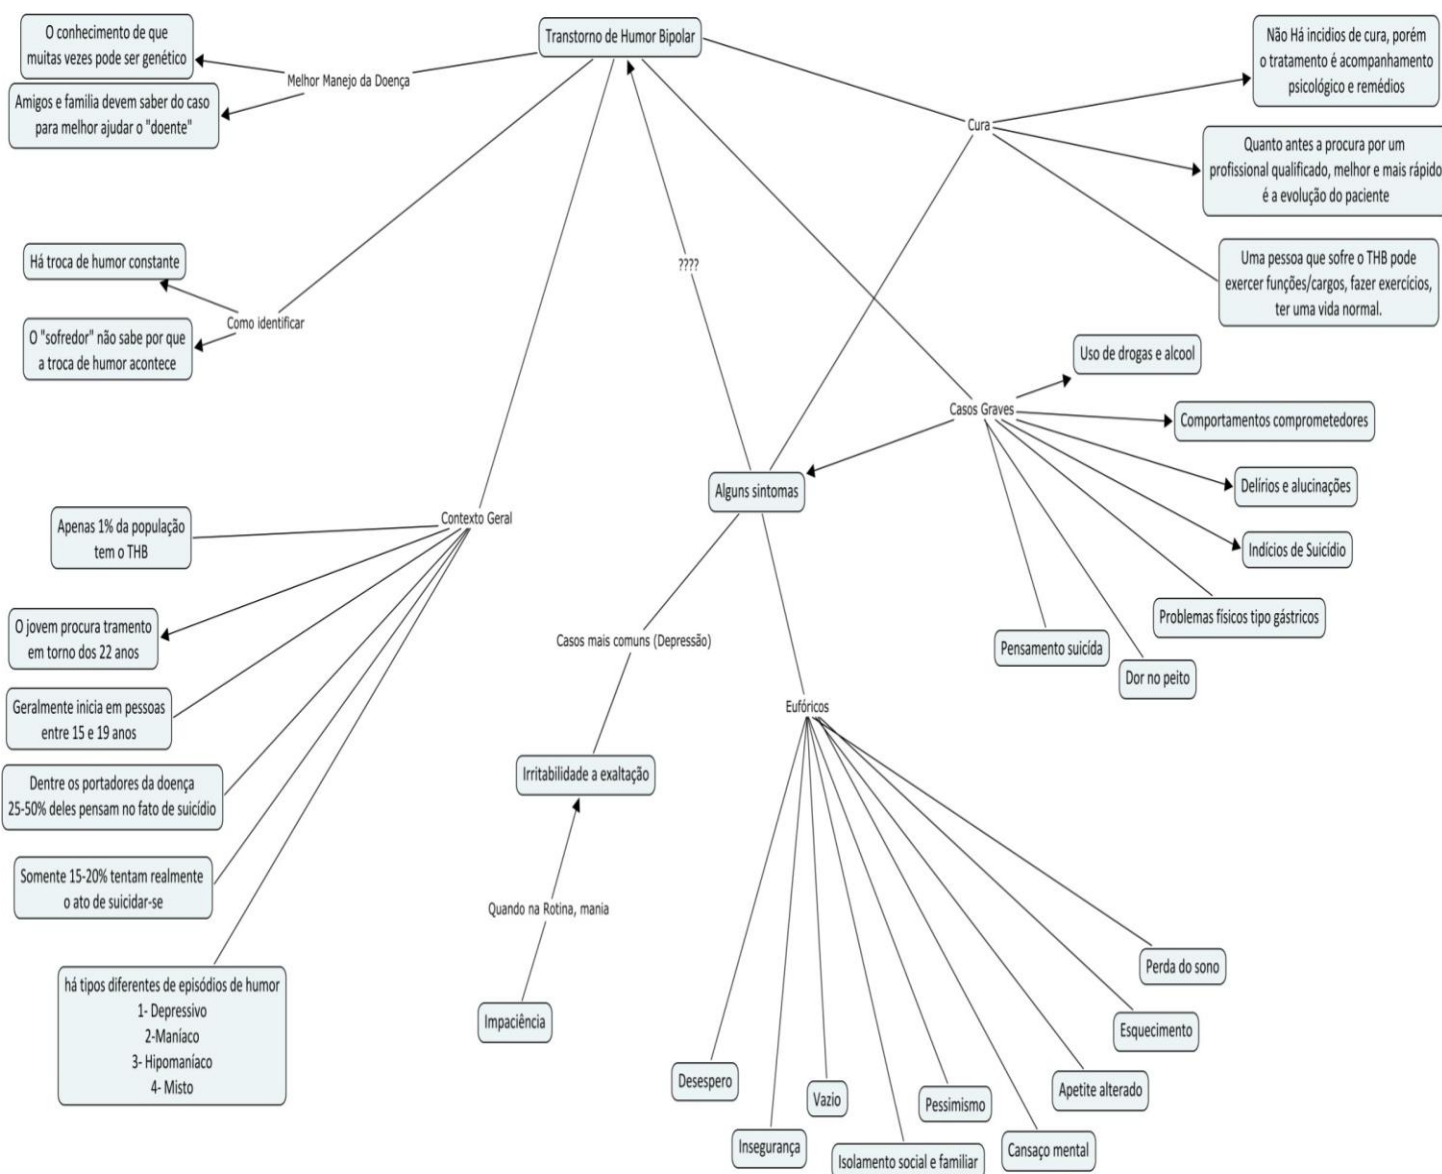 Transtorno de Humor Bipolar
O conhecimento de que
muitas vezes pode ser genético
Melhor Manejo da Doença
Amigos e familia devem saber do caso
para melhor ajudar o "doente"
Não Há incidios de cura, porém
o tratamento é acompanhamento
psicológico e remédios
Cura
Quanto antes a procura por um
profissional qualificado, melhor e mais rápido
é a evolução do paciente
Uma pessoa que sofre o THB pode
exercer funções/cargos, fazer exercícios,
ter uma vida normal.
Há troca de humor constante
Como identificar
O "sofredor" não sabe por que
a troca de humor acontece
????
Uso de drogas e alcool
Casos Graves
Comportamentos comprometedores
Delírios e alucinações
Indícios de Suicídio
Problemas físicos tipo gástricos
Dor no peito
Pensamento suicída
Alguns sintomas
Contexto Geral
Apenas 1% da população
tem o THB
O jovem procura tramento
em torno dos 22 anos
Geralmente inicia em pessoas
entre 15 e 19 anos
Dentre os portadores da doença
25-50% deles pensam no fato de suicídio
Somente 15-20% tentam realmente
o ato de suicidar-se
há tipos diferentes de episódios de humor
1- Depressivo
2-Maníaco
3- Hipomaníaco
4- Misto
Casos mais comuns (Depressão)
Irritabilidade a exaltação
Quando na Rotina, mania
Impaciência
Eufóricos
Desespero
Insegurança
Vazio
Isolamento social e familiar
Pessimismo
Cansaço mental
Apetite alterado
Esquecimento
Perda do sono